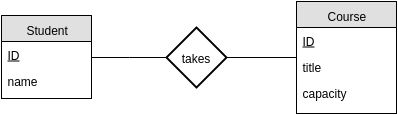 Student
ID
name
takes
Course
ID
title
capacity